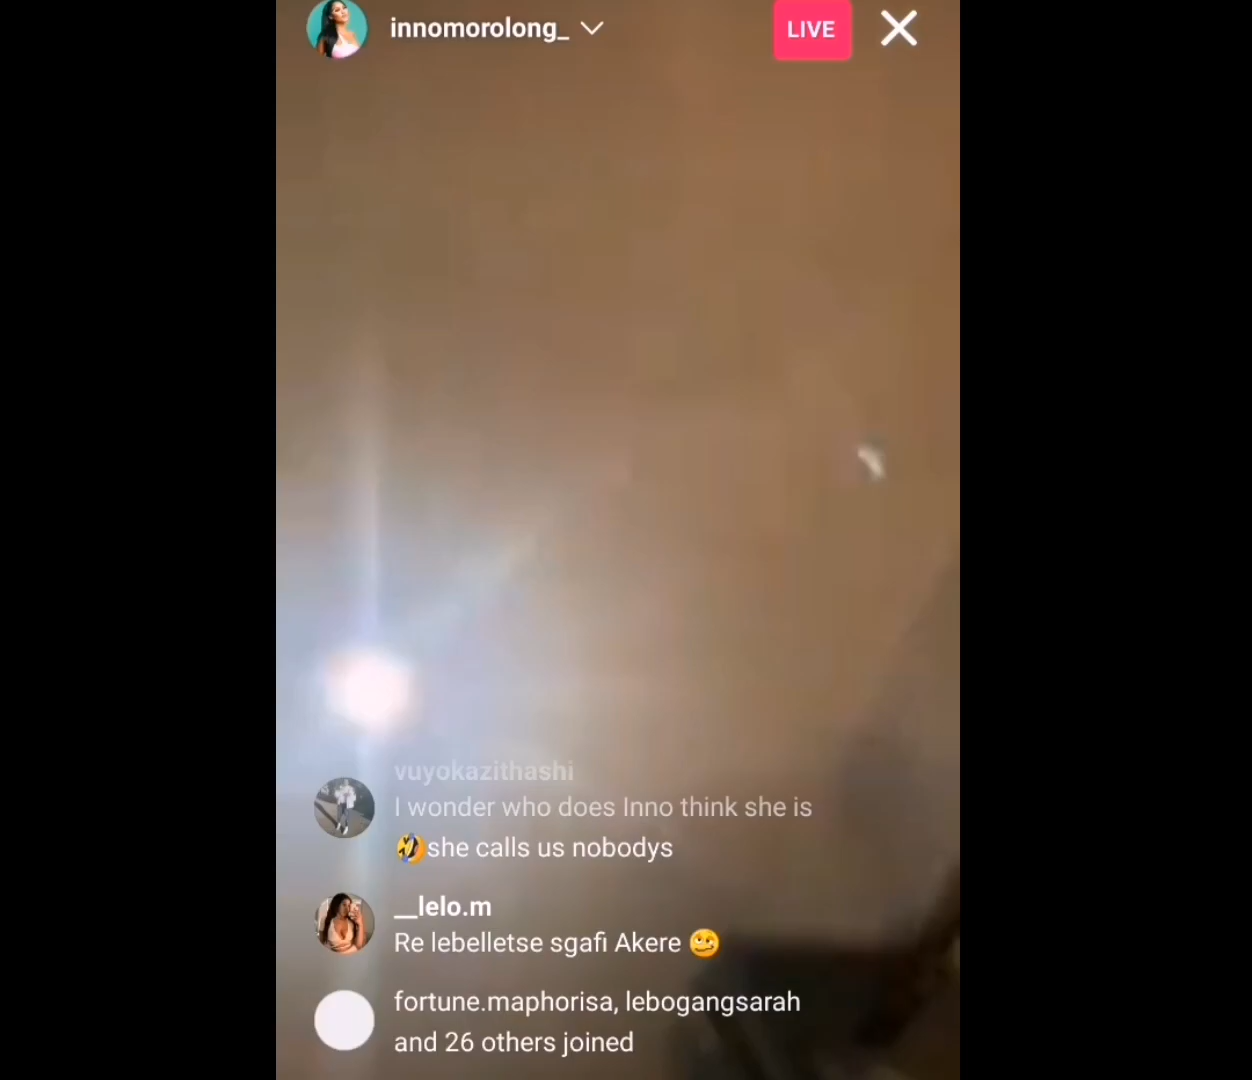 innomorolong_
LIVE
vuyokazithashi
I wonder who does Inno think she is
🤣she calls us nobodys
__lelo.m
Re lebelletse sgafi Akere 🥴
fortune.maphorisa, lebogangsarah
and 26 others joined